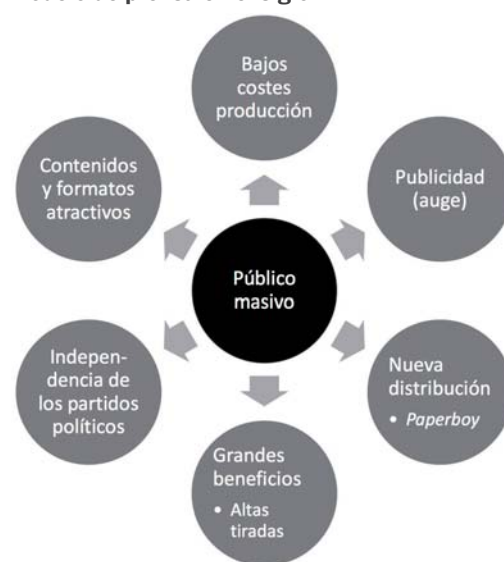 Bajos
costes
producción
Publicidad
(auge)
Nueva
distribución
• Paperboy
Grandes
beneficios
• Altas
tiradas
Indepen-
dencia de
los partidos
políticos
Contenidos
y formatos
atractivos
Público
masivo